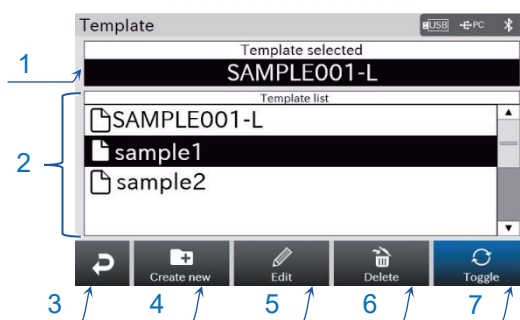 Template
USB PC
1
Template selected
SAMPLE001-L
2
Template list
SAMPLE001-L
sample1
sample2
Create new
Edit
Delete
Toggle
3
4
5
6
7